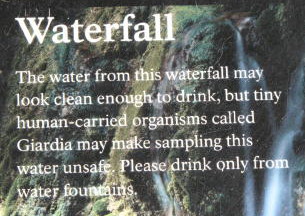 Waterfall
The water from this waterfall may
look clean enough to drink, but tiny
human-carried organisms called
Giardia may make sampling this
water unsafe. Please drink only from
water fountains.